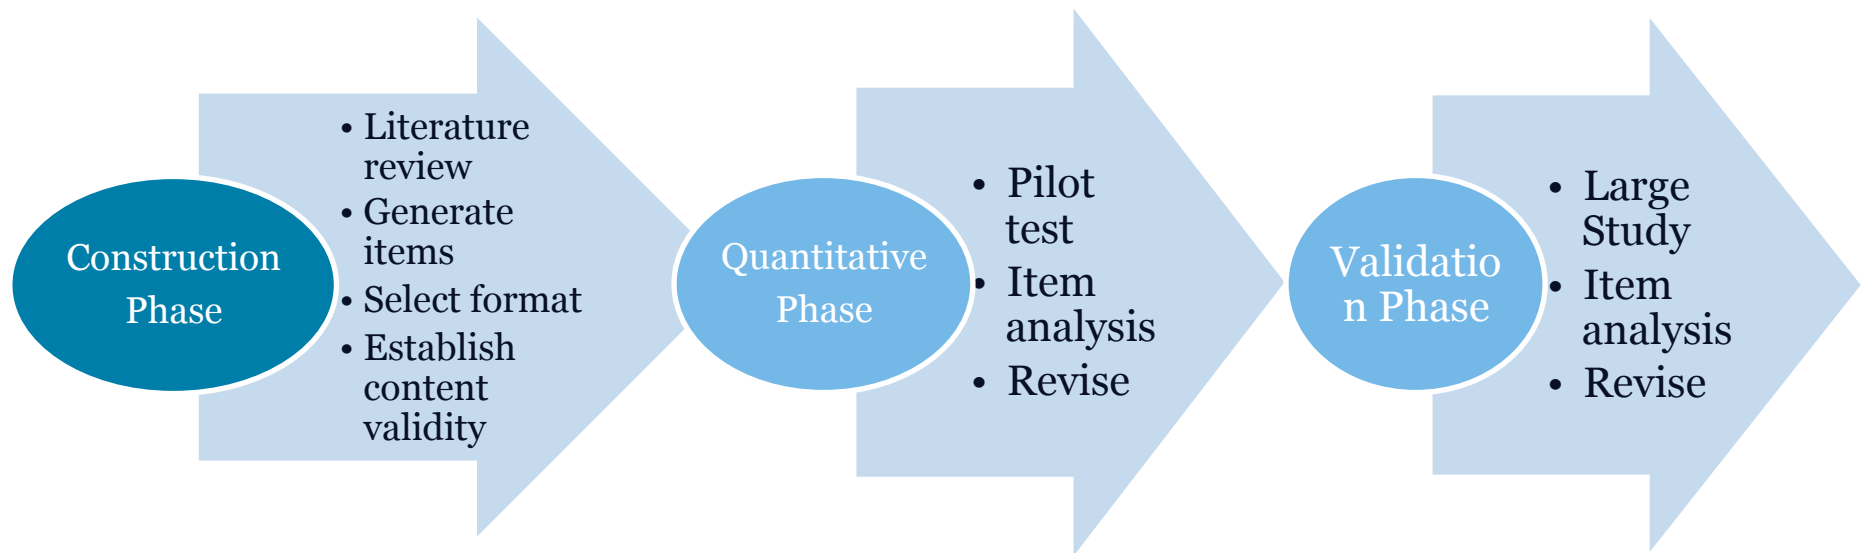 Construction
Phase
• Literature
review
• Generate
items
• Select format
• Establish
content
validity
Quantitative
Phase
• Pilot
test
• Item
analysis
• Revise
Validatio
n Phase
• Large
Study
• Item
analysis
• Revise